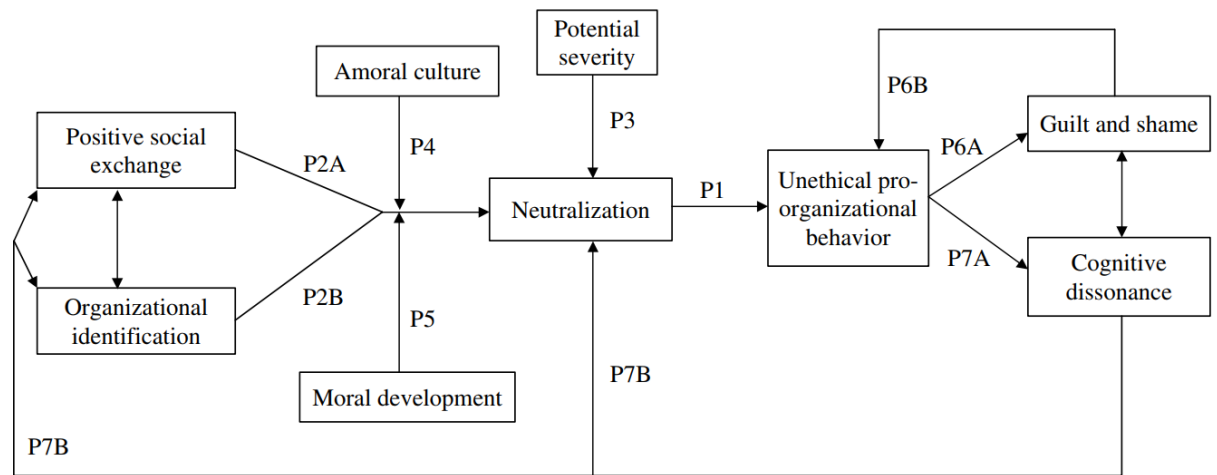 Potential
severity
Amoral culture
P6B
Positive social
exchange
P4
P3
Guilt and shame
P2A
P6A
Neutralization
P1
Unethical pro-
organizational
behavior
P7A
Organizational
identification
P2B
P5
Cognitive
dissonance
Moral development
P7B
P7B